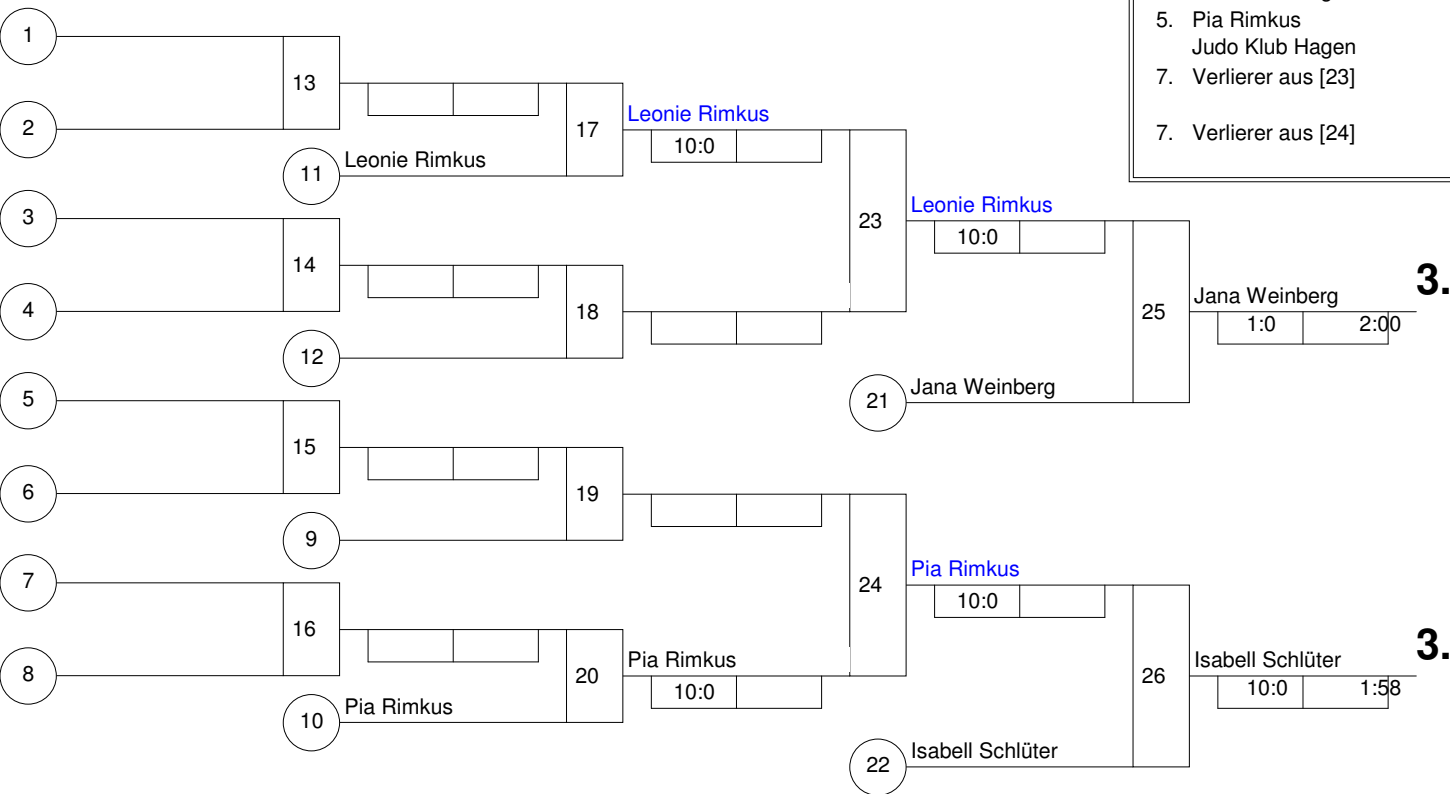 5. Pia Rimkus
Judo Klub Hagen
7. Verlierer aus [23]
7. Verlierer aus [24]
1
13
2
17
Leonie Rimkus
10:0
11
Leonie Rimkus
3
23
Leonie Rimkus
10:0
14
4
18
12
25
Jana Weinberg
3.
1:0 2:00
5
21
Jana Weinberg
15
6
19
9
7
24
Pia Rimkus
10:0
16
8
20
Pia Rimkus
10:0
10
Pia Rimkus
26
Isabell Schlüter
3.
10:0 1:58
22
Isabell Schlüter